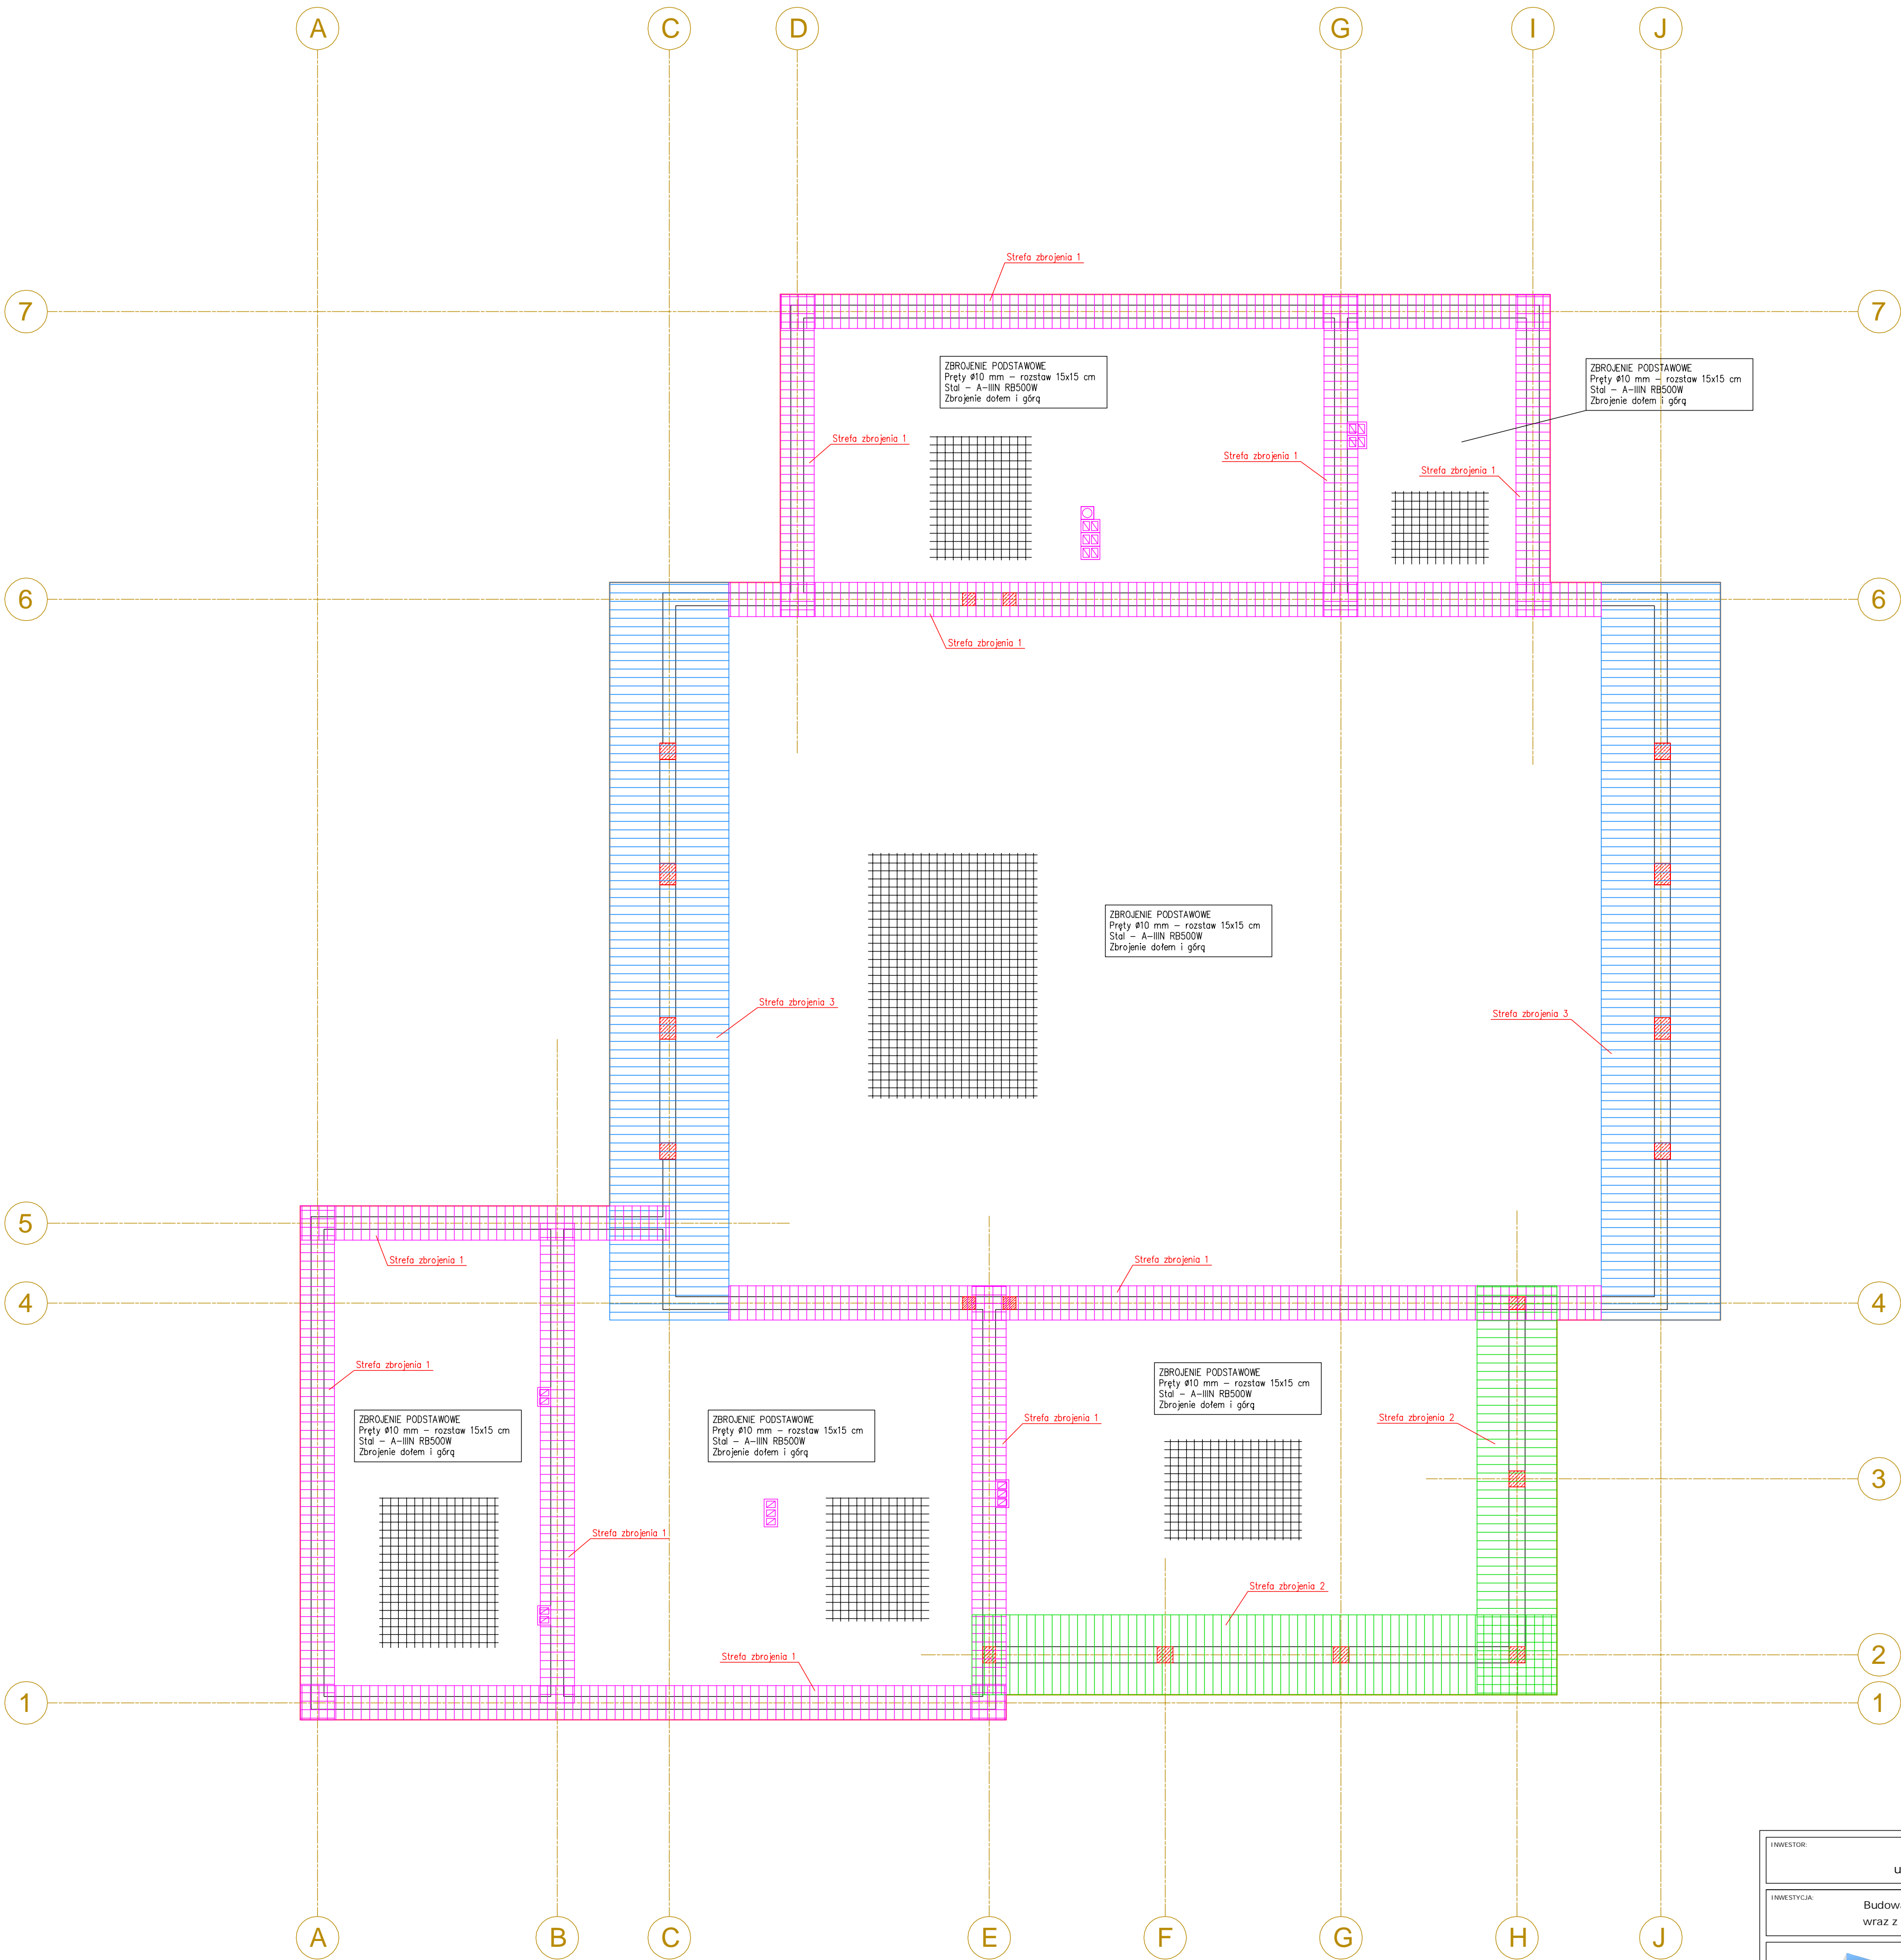 A
C
D
G
I
J
Strefa zbrojenia 1
7
7
ZBROJENIE PODSTAWOWE
Pręty ø10 mm – rozstaw 15x15 cm
Stal – A–IIIN RB500W
Zbrojenie dołem i górą
ZBROJENIE PODSTAWOWE
Pręty ø10 mm – rozstaw 15x15 cm
Stal – A–IIIN RB500W
Zbrojenie dołem i górą
Strefa zbrojenia 1
Strefa zbrojenia 1
Strefa zbrojenia 1
6
6
Strefa zbrojenia 1
ZBROJENIE PODSTAWOWE
Pręty ø10 mm – rozstaw 15x15 cm
Stal – A–IIIN RB500W
Zbrojenie dołem i górą
Strefa zbrojenia 3
Strefa zbrojenia 3
5
Strefa zbrojenia 1
Strefa zbrojenia 1
4
4
Strefa zbrojenia 1
ZBROJENIE PODSTAWOWE
Pręty ø10 mm – rozstaw 15x15 cm
Stal – A–IIIN RB500W
Zbrojenie dołem i górą
ZBROJENIE PODSTAWOWE
Pręty ø10 mm – rozstaw 15x15 cm
Stal – A–IIIN RB500W
Zbrojenie dołem i górą
ZBROJENIE PODSTAWOWE
Pręty ø10 mm – rozstaw 15x15 cm
Stal – A–IIIN RB500W
Zbrojenie dołem i górą
Strefa zbrojenia 1
Strefa zbrojenia 2
3
Strefa zbrojenia 1
Strefa zbrojenia 2
Strefa zbrojenia 1
2
1
1
INWESTOR:
u
INWESTYCJA:
Budowa
wraz z
A
B
C
E
F
G
H
J